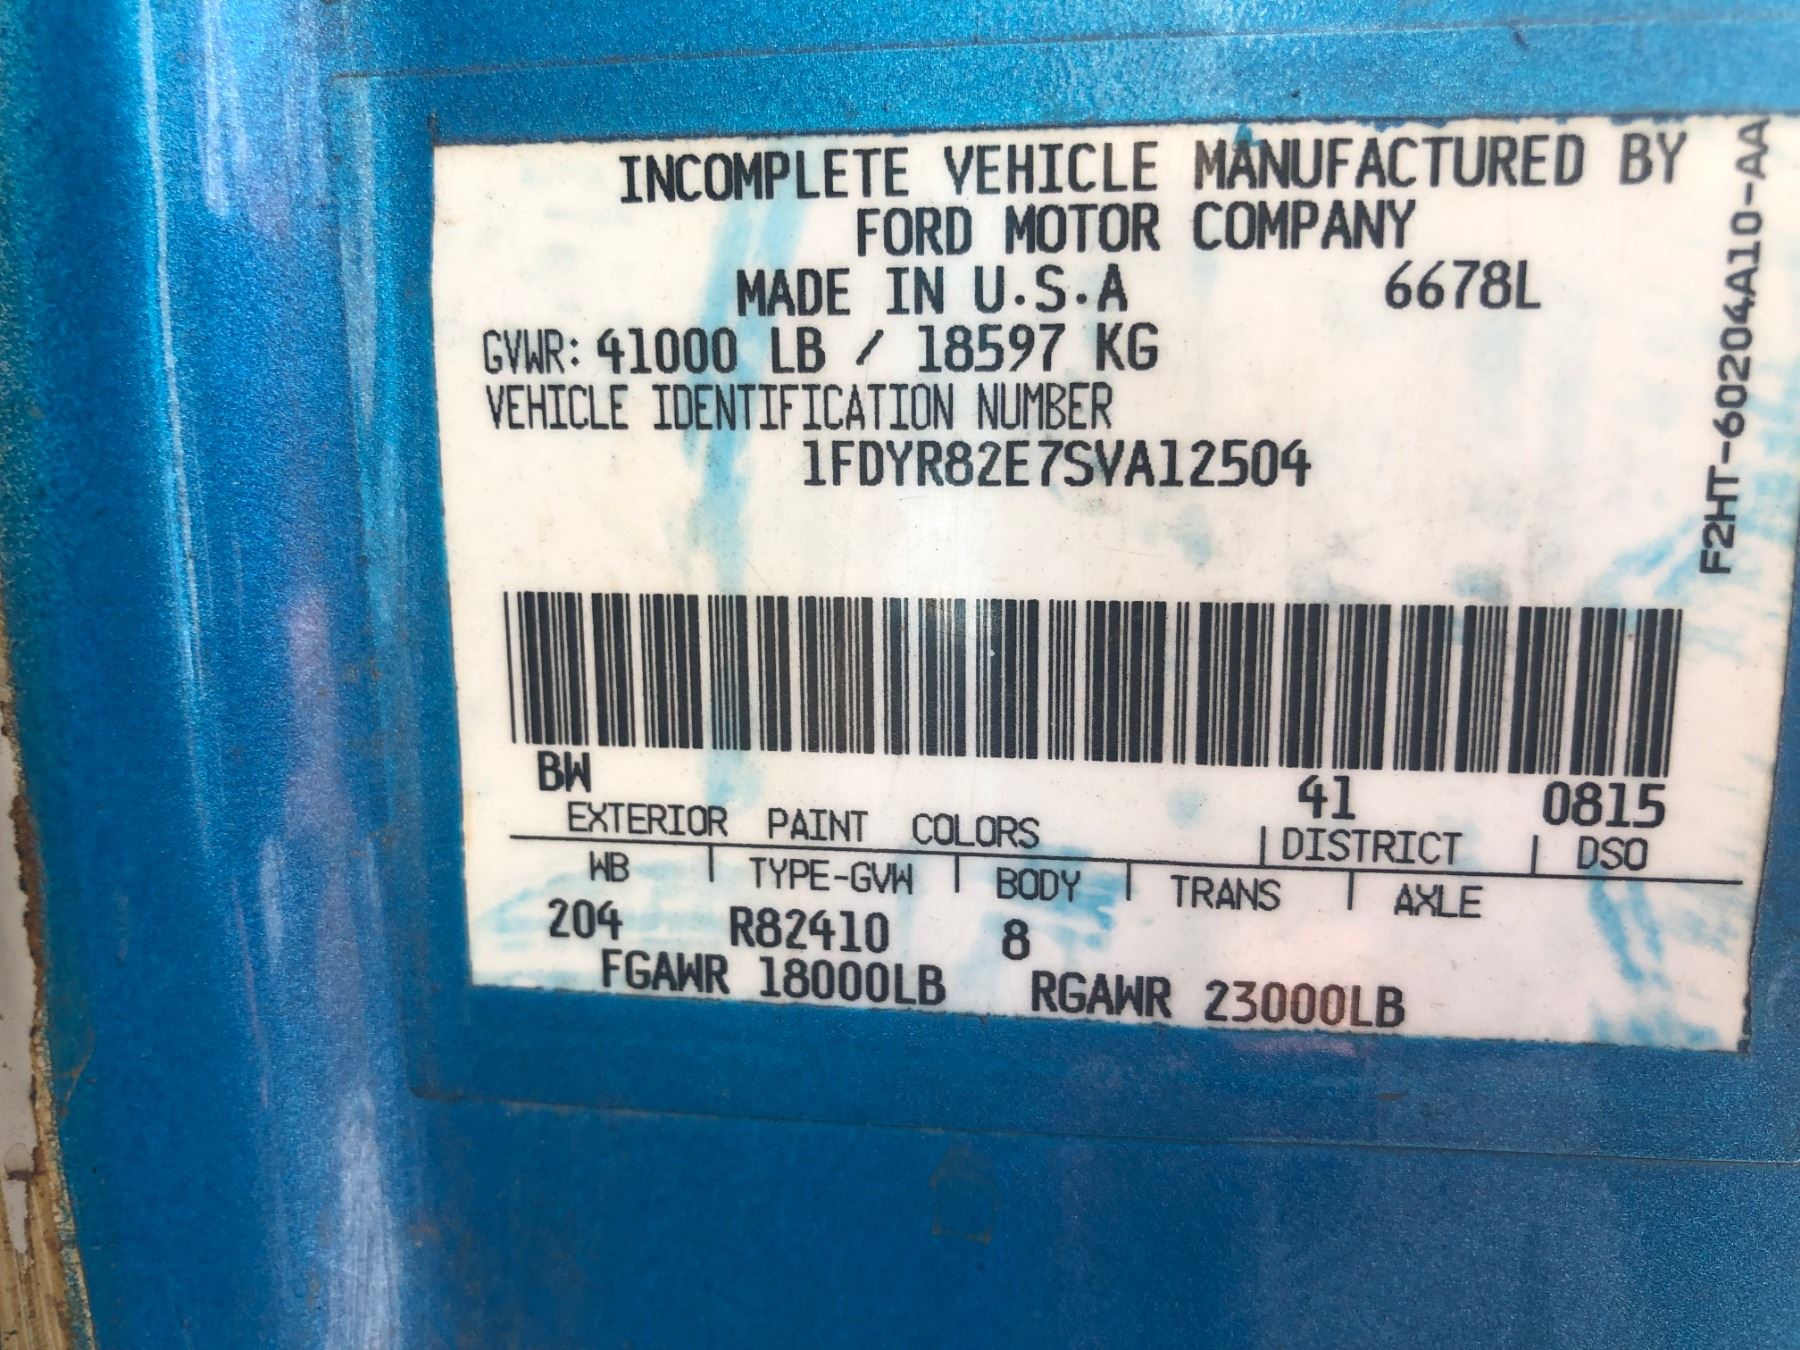 INCOMPLETE VEHICLE MANUFACTURED BY
FORD MOTOR COMPANY
MADE IN U.S.A 6678L
GVWR: 41000 LB / 18597 KG
VEHICLE IDENTIFICATION NUMBER
1FDYR82E7SVA12504
F2HT-60204A10-AA
BW 41 0815
EXTERIOR PAINT COLORS DISTRICT DSO
WB TYPE-GVW BODY TRANS AXLE
204 R82410 8
FGAWR 18000LB RGAWR 23000LB